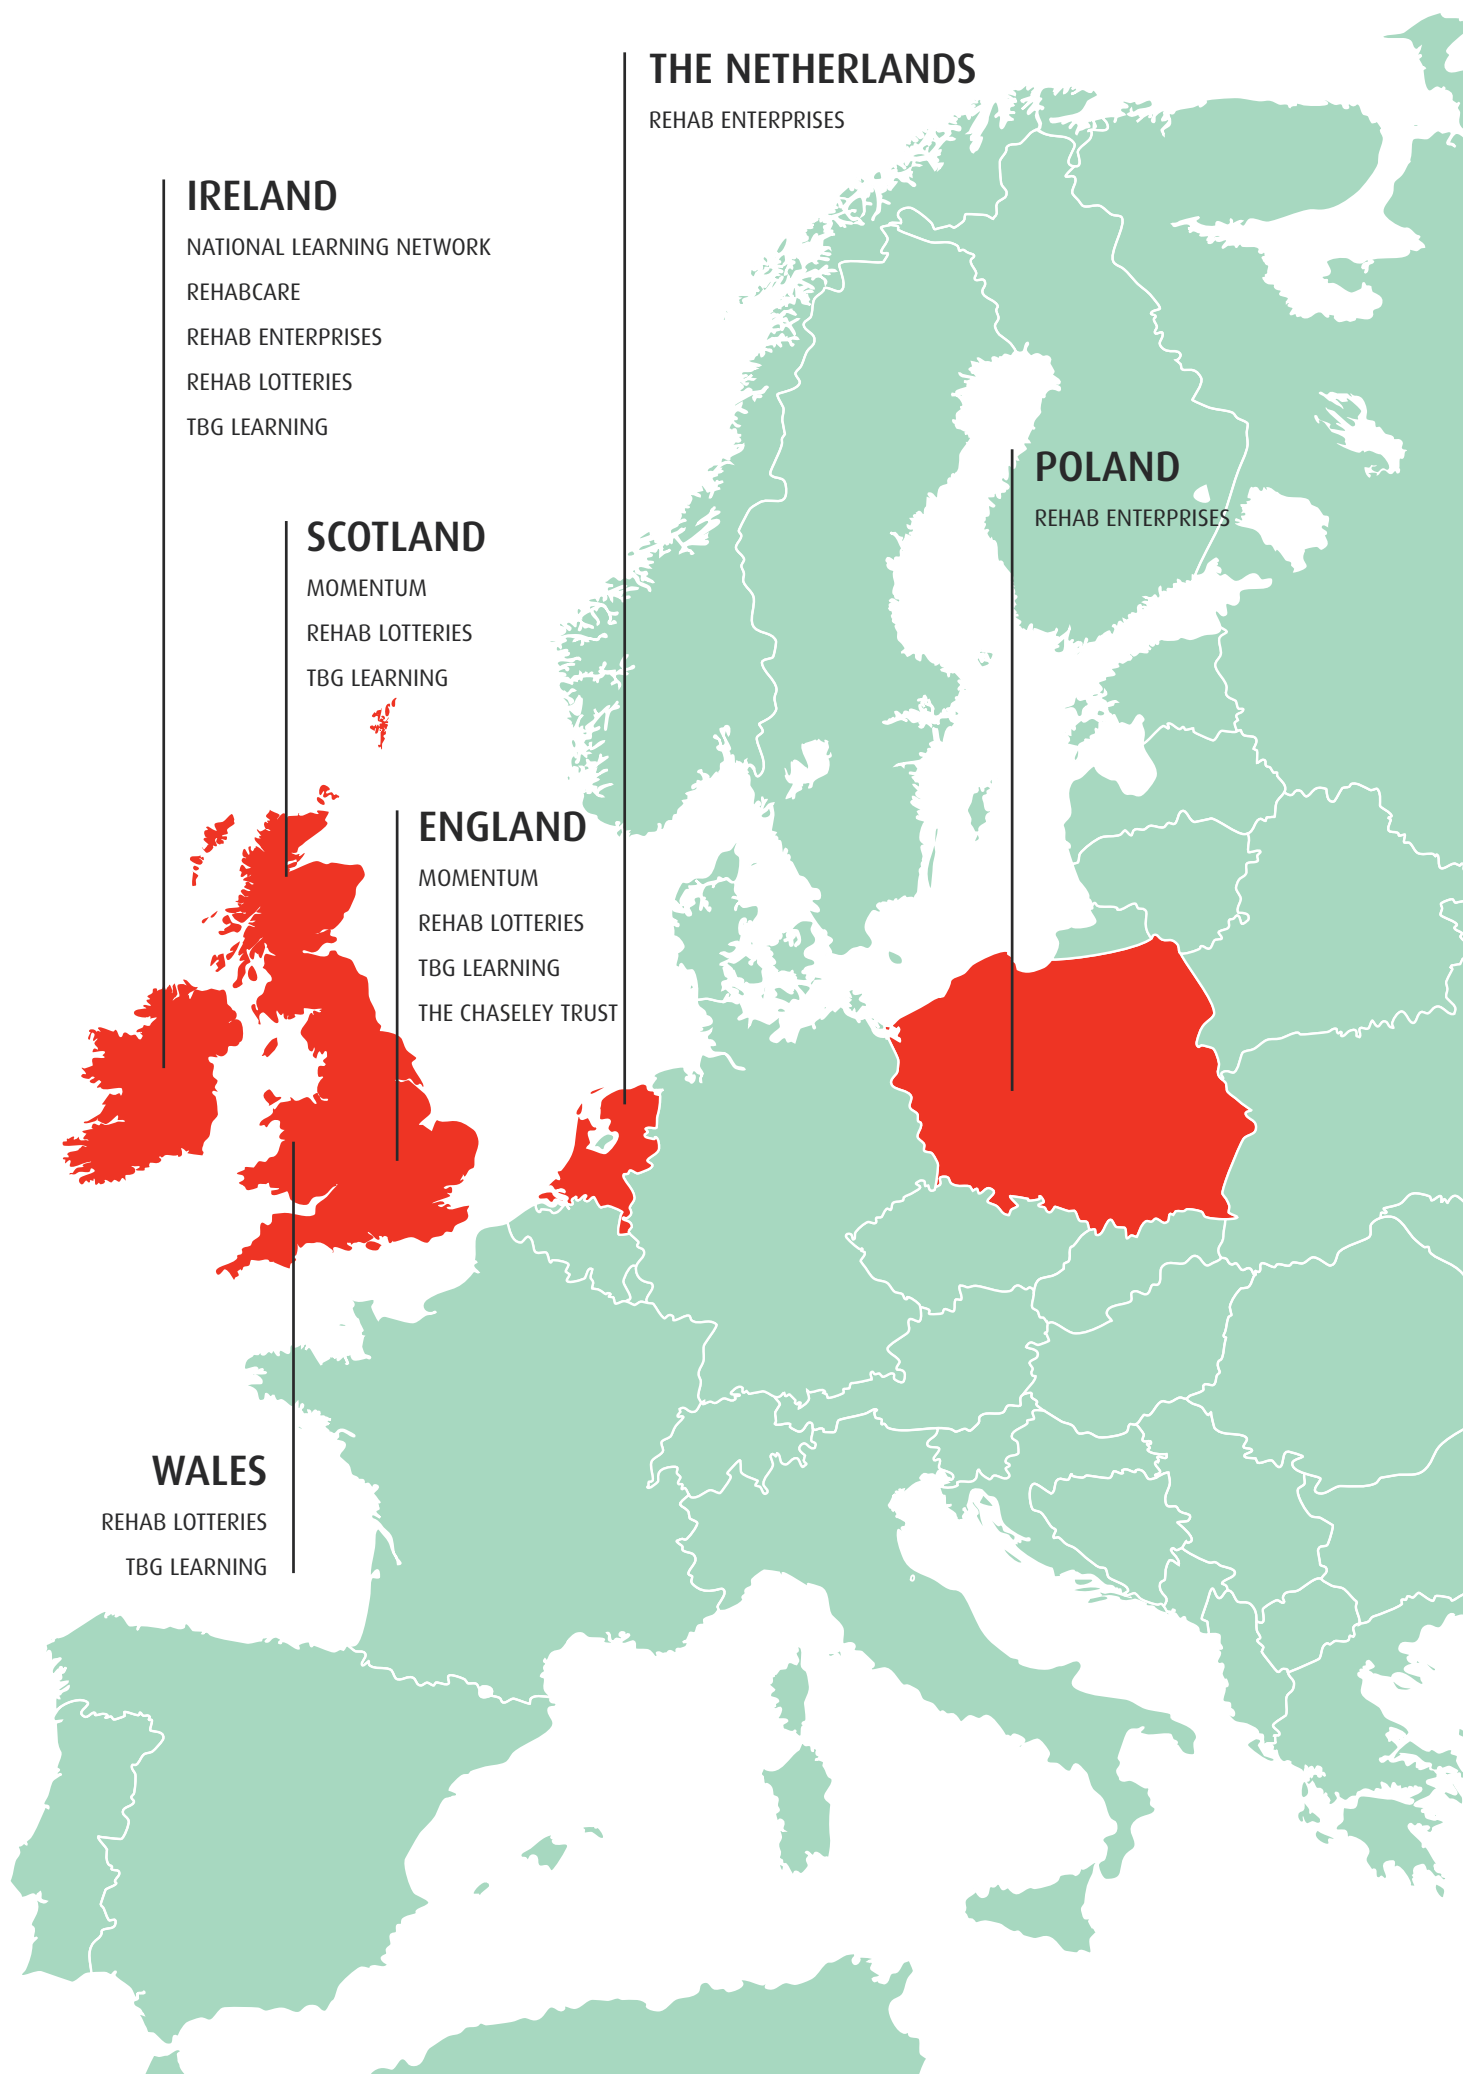 THE NETHERLANDS
REHAB ENTERPRISES
IRELAND
NATIONAL LEARNING NETWORK
REHABCARE
REHAB ENTERPRISES
REHAB LOTTERIES
TBG LEARNING
POLAND
REHAB ENTERPRISES
SCOTLAND
MOMENTUM
REHAB LOTTERIES
TBG LEARNING
ENGLAND
MOMENTUM
REHAB LOTTERIES
TBG LEARNING
THE CHASELEY TRUST
WALES
REHAB LOTTERIES
TBG LEARNING